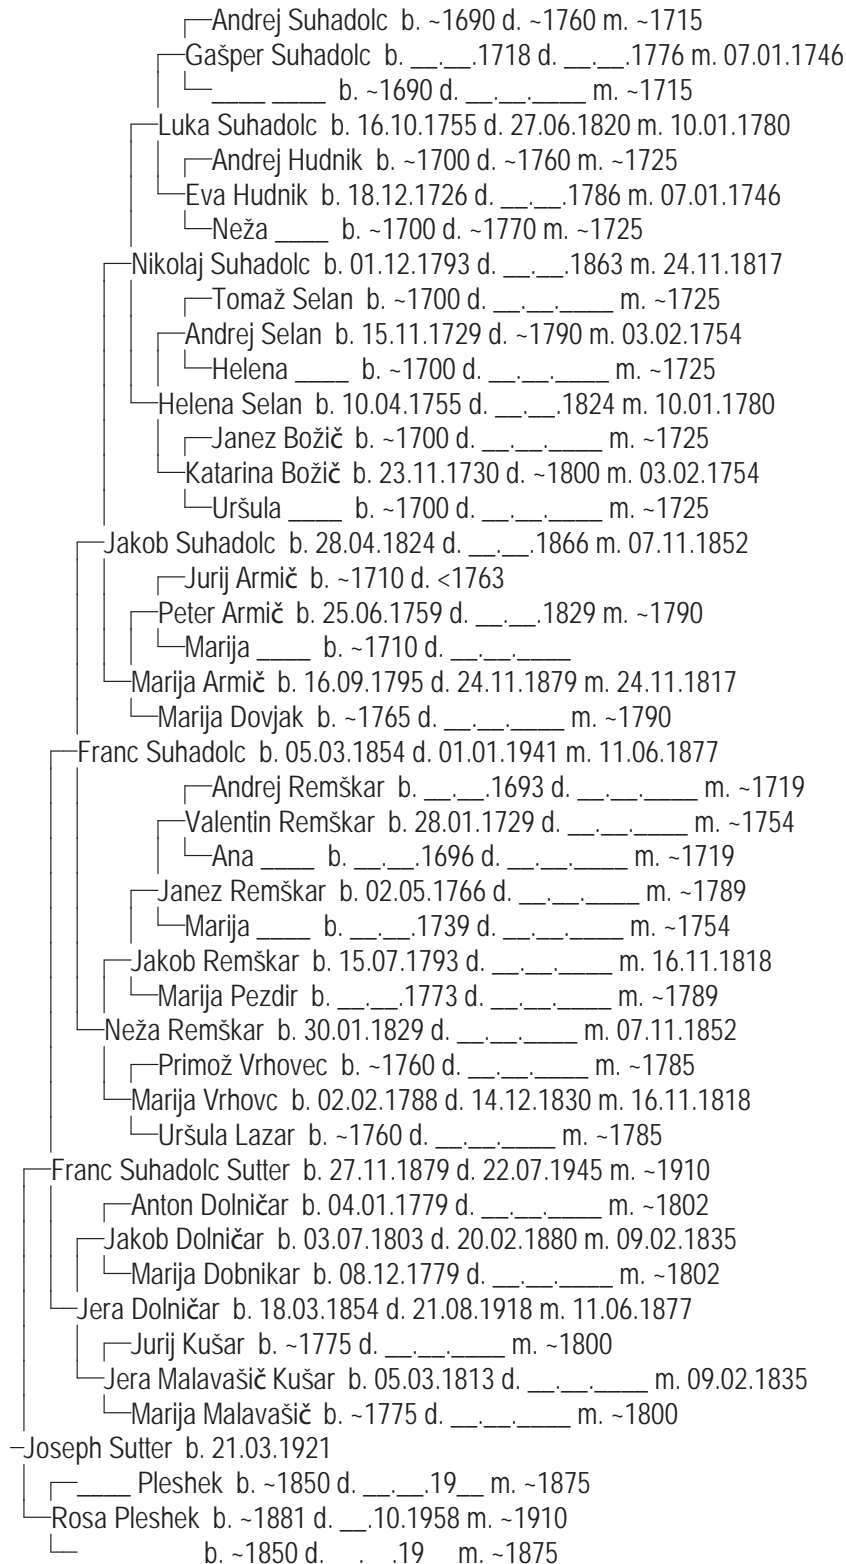 Andrej Suhadolc b. ~1690 d. ~1760 m. ~1715
Gašper Suhadolc b. __.__.1718 d. __.__.1776 m. 07.01.1746
____ ____ b. ~1690 d. __.__.____ m. ~1715
Luka Suhadolc b. 16.10.1755 d. 27.06.1820 m. 10.01.1780
Andrej Hudnik b. ~1700 d. ~1760 m. ~1725
Eva Hudnik b. 18.12.1726 d. __.__.1786 m. 07.01.1746
Neža ____ b. ~1700 d. ~1770 m. ~1725
Nikolaj Suhadolc b. 01.12.1793 d. __.__.1863 m. 24.11.1817
Tomaž Selan b. ~1700 d. __.__.____ m. ~1725
Andrej Selan b. 15.11.1729 d. ~1790 m. 03.02.1754
Helena ____ b. ~1700 d. __.__.____ m. ~1725
Helena Selan b. 10.04.1755 d. __.__.1824 m. 10.01.1780
Janez Božič b. ~1700 d. __.__.____ m. ~1725
Katarina Božič b. 23.11.1730 d. ~1800 m. 03.02.1754
Uršula ____ b. ~1700 d. __.__.____ m. ~1725
Jakob Suhadolc b. 28.04.1824 d. __.__.1866 m. 07.11.1852
Jurij Armič b. ~1710 d. <1763
Peter Armič b. 25.06.1759 d. __.__.1829 m. ~1790
Marija ____ b. ~1710 d. __.__.____
Marija Armič b. 16.09.1795 d. 24.11.1879 m. 24.11.1817
Marija Dovjak b. ~1765 d. __.__.____ m. ~1790
Franc Suhadolc b. 05.03.1854 d. 01.01.1941 m. 11.06.1877
Andrej Remškar b. __.__.1693 d. __.__.____ m. ~1719
Valentin Remškar b. 28.01.1729 d. __.__.____ m. ~1754
Ana ____ b. __.__.1696 d. __.__.____ m. ~1719
Janez Remškar b. 02.05.1766 d. __.__.____ m. ~1789
Marija ____ b. __.__.1739 d. __.__.____ m. ~1754
Jakob Remškar b. 15.07.1793 d. __.__.____ m. 16.11.1818
Marija Pezdir b. __.__.1773 d. __.__.____ m. ~1789
Neža Remškar b. 30.01.1829 d. __.__.____ m. 07.11.1852
Primož Vrhovec b. ~1760 d. __.__.____ m. ~1785
Marija Vrhovc b. 02.02.1788 d. 14.12.1830 m. 16.11.1818
Uršula Lazar b. ~1760 d. __.__.____ m. ~1785
Franc Suhadolc Sutter b. 27.11.1879 d. 22.07.1945 m. ~1910
Anton Dolničar b. 04.01.1779 d. __.__.____ m. ~1802
Jakob Dolničar b. 03.07.1803 d. 20.02.1880 m. 09.02.1835
Marija Dobnikar b. 08.12.1779 d. __.__.____ m. ~1802
Jera Dolničar b. 18.03.1854 d. 21.08.1918 m. 11.06.1877
Jurij Kušar b. ~1775 d. __.__.____ m. ~1800
Jera Malavašič Kušar b. 05.03.1813 d. __.__.____ m. 09.02.1835
Marija Malavašič b. ~1775 d. __.__.____ m. ~1800
Joseph Sutter b. 21.03.1921
____ Pleshek b. ~1850 d. __.__.19__ m. ~1875
Rosa Pleshek b. ~1881 d. __.10.1958 m. ~1910
b. ~1850 d. . .19 m. ~1875